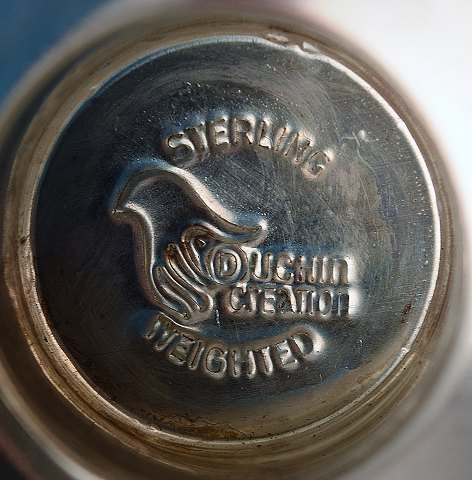 STERLING
DUCHIN
CREATION
WEIGHTED